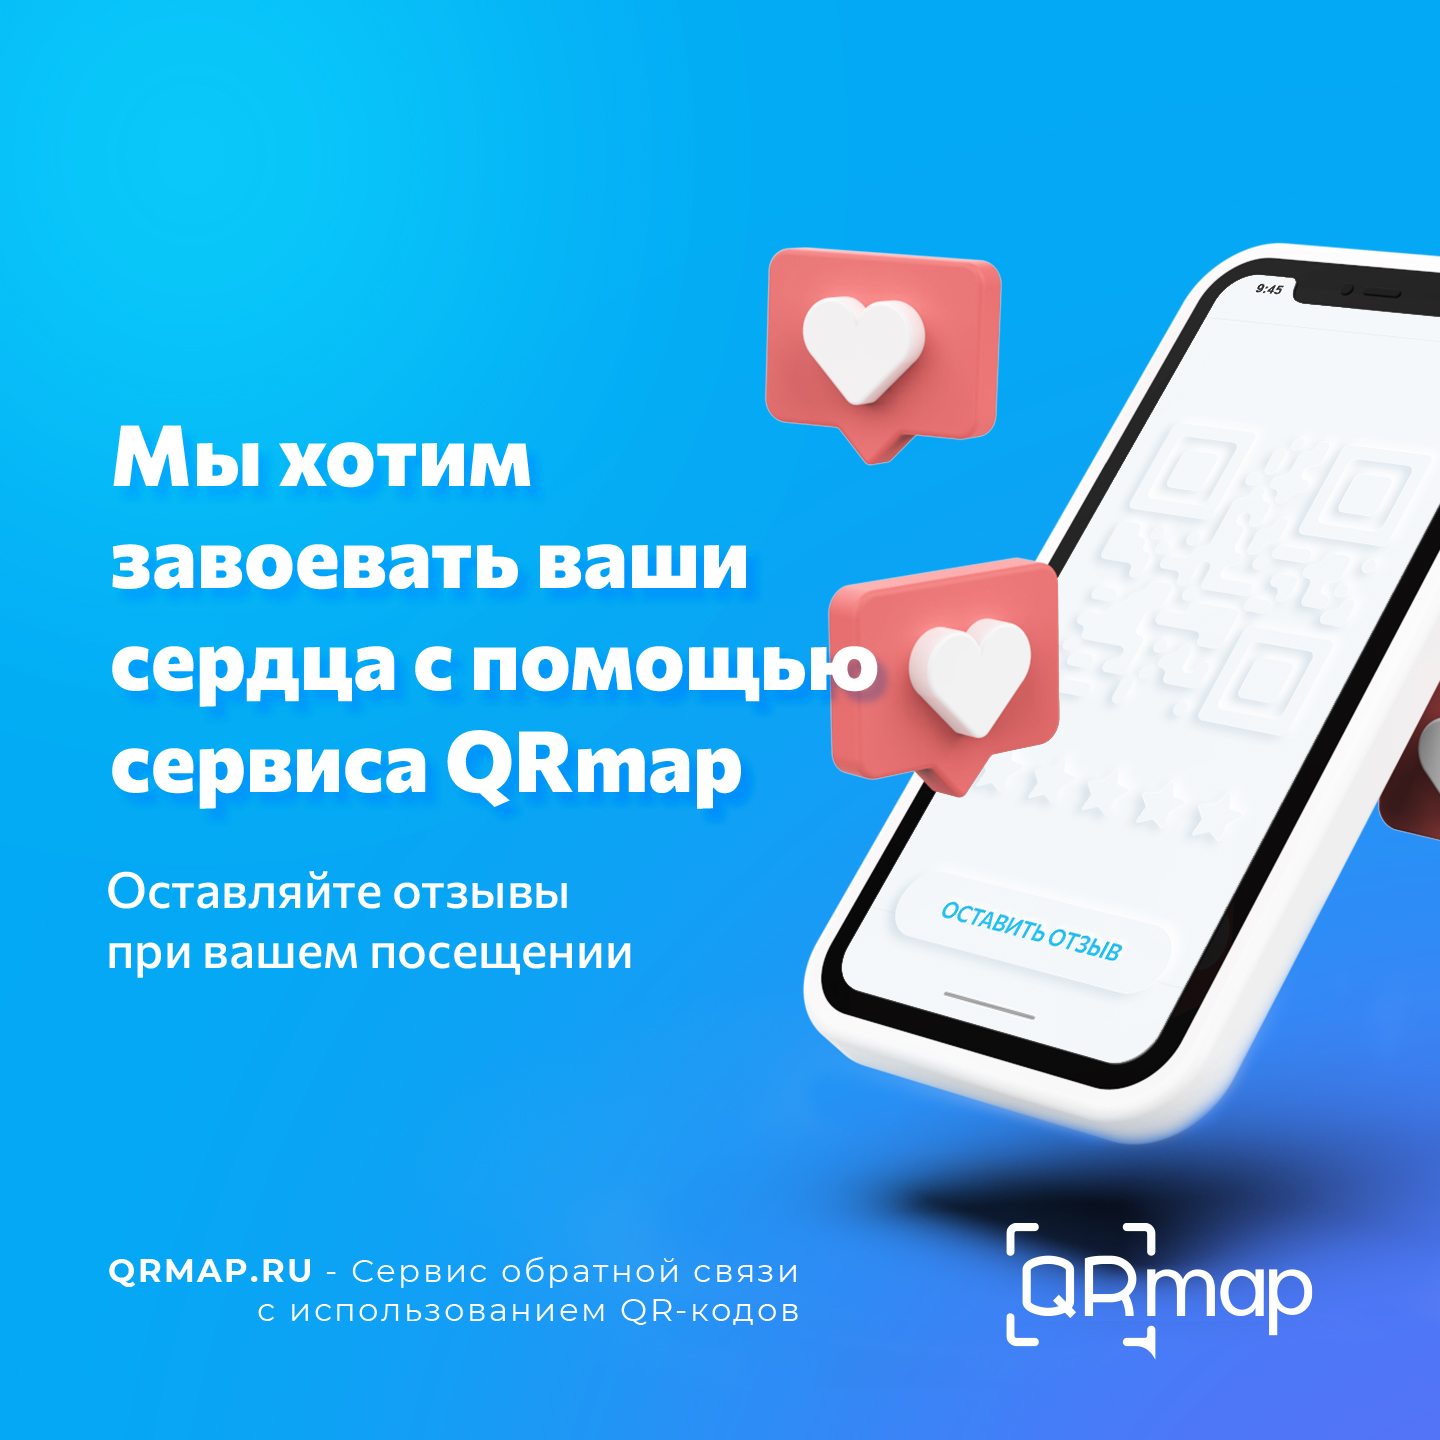 Мы хотим
завоевать ваши
сердца с помощью
сервиса QRmap
Оставляйте отзывы
при вашем посещении
9:45
ОСТАВИТЬ ОТЗЫВ
QRMAP.RU - Сервис обратной связи
с использованием QR-кодов
QRmap